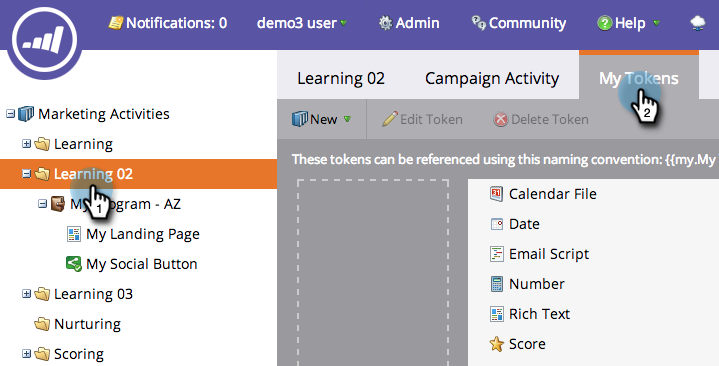 Notifications: 0
demo3 user
Admin
Community
Help
Learning 02
Campaign Activity
My Tokens
2
Marketing Activities
Learning
Learning 02
1
My Program - AZ
My Landing Page
My Social Button
Learning 03
Nurturing
Scoring
New
Edit Token
Delete Token
These tokens can be referenced using this naming convention: {{my.My
Calendar File
Date
Email Script
Number
Rich Text
Score